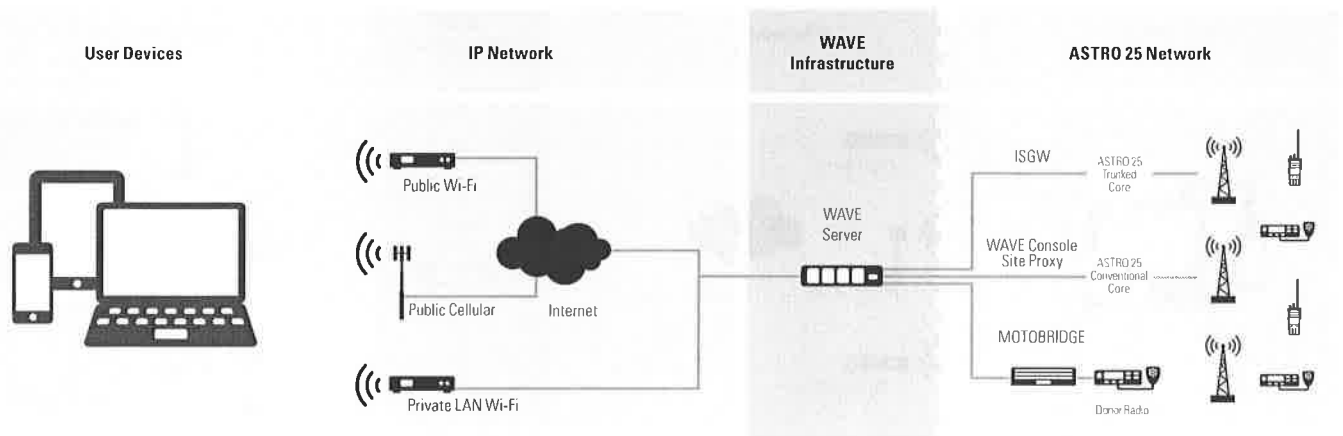 User Devices
IP Network
WAVE
Infrastructure
ASTRO 25 Network
Public Wi-Fi
Public Cellular
Internet
Private LAN Wi-Fi
WAVE
Server
ISGW
ASTRO 25
Trunked
Core
WAVE Console
Site Proxy
ASTRO 25
Conventional
Core
MOTOBRIDGE
Donor Radio